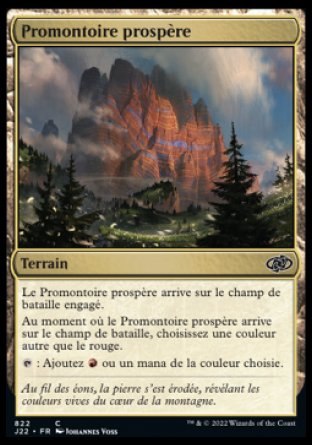 Promontoire prospère
Terrain
Le Promontoire prospère arrive sur le champ de
bataille engagé.
Au moment où le Promontoire prospère arrive
sur le champ de bataille, choisissez une couleur
autre que le rouge.
: Ajoutez ou un mana de la couleur choisie.
Au fil des éons, la pierre s'est érodée, révélant les
couleurs vives du cœur de la montagne.
822 C
J22 • FR Johannes Voss
™ & © 2022 Wizards of the Coast